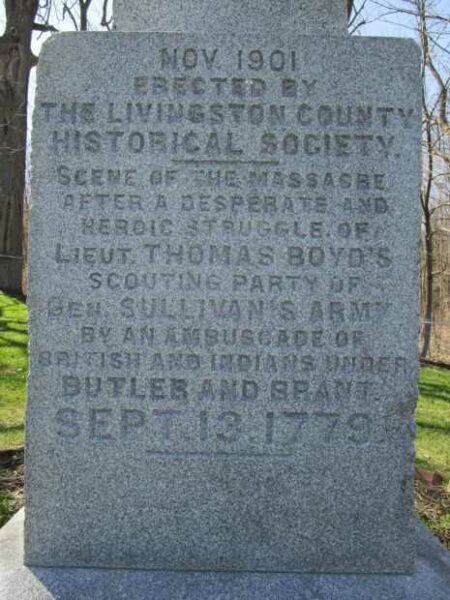 NOV. 1901
ERECTED BY
THE LIVINGSTON COUNTY
HISTORICAL SOCIETY.
SCENE OF THE MASSACRE
AFTER A DESPERATE AND
HEROIC STRUGGLE, OF
LIEUT. THOMAS BOYD'S
SCOUTING PARTY OF
GEN. SULLIVAN'S ARMY
BY AN AMBUSCADE OF
BRITISH AND INDIANS UNDER
BUTLER AND BRANT.
SEPT. 13. 1779.